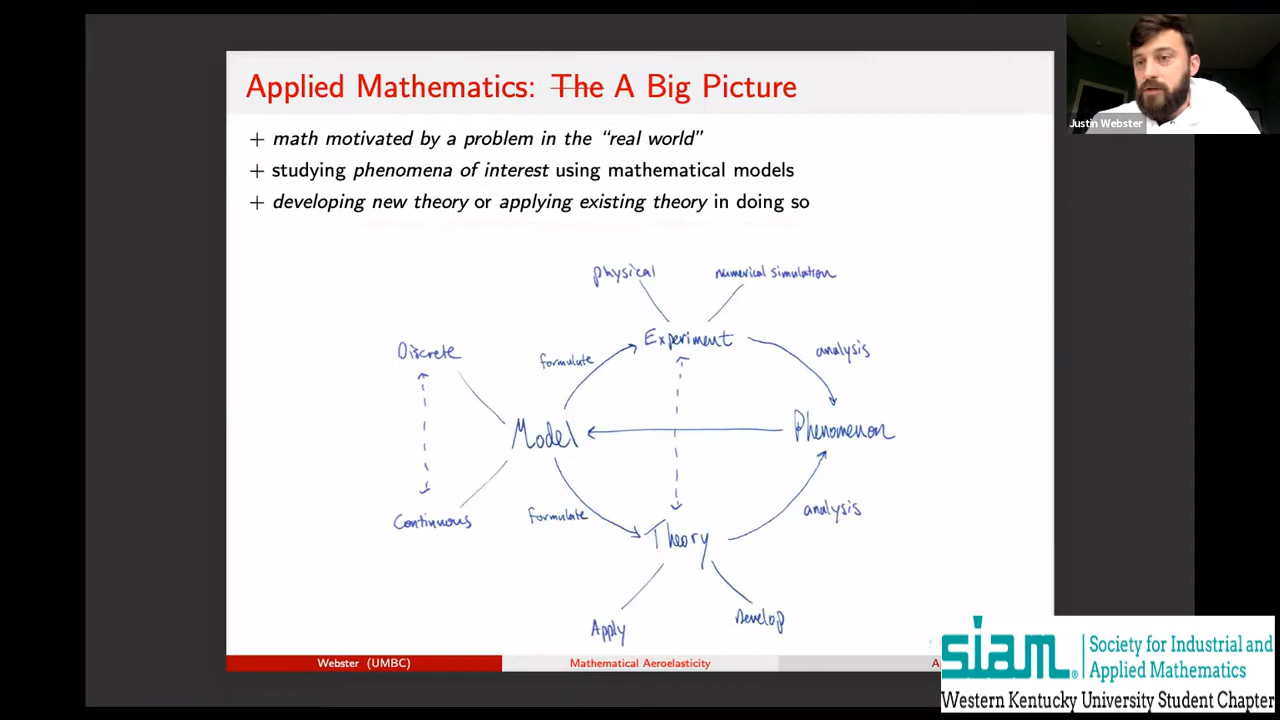 Applied Mathematics: The A Big Picture
+ math motivated by a problem in the “real world”
+ studying phenomena of interest using mathematical models
+ developing new theory or applying existing theory in doing so
Justin Webster
physical
numerical simulation
Experiment
Discrete
formulate
analysis
Model
Phenomenon
Continuous
formulate
analysis
Theory
Apply
Develop
Webster (UMBC)
Mathematical Aeroelasticity
A
siam®
Society for Industrial and
Applied Mathematics
Western Kentucky University Student Chapter